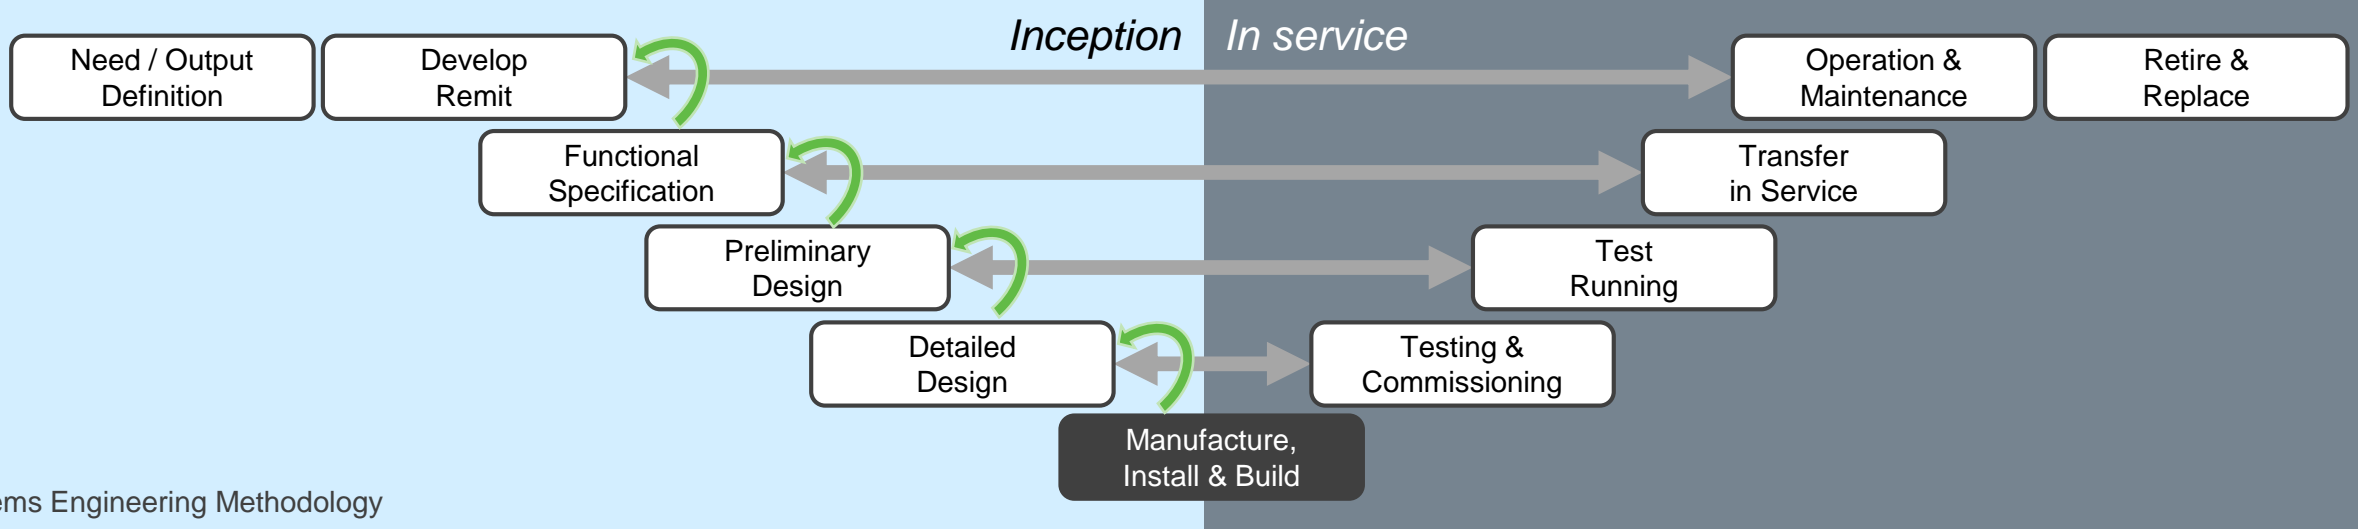 Inception
In service
Need / Output
Definition
Develop
Remit
Operation &
Maintenance
Retire &
Replace
Functional
Specification
Transfer
in Service
Preliminary
Design
Test
Running
Detailed
Design
Testing &
Commissioning
Manufacture,
Install & Build
Engineering Methodology